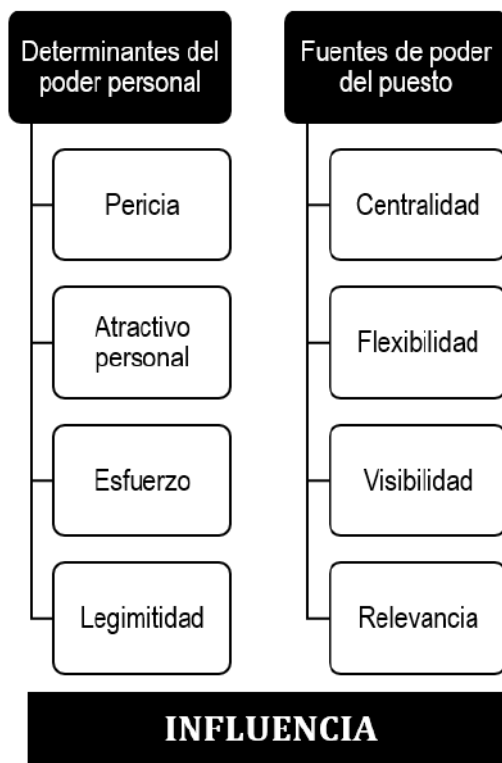 Determinantes del
poder personal
Pericia
Atractivo
personal
Esfuerzo
Legimitidad
Fuentes de poder
del puesto
Centralidad
Flexibilidad
Visibilidad
Relevancia
INFLUENCIA